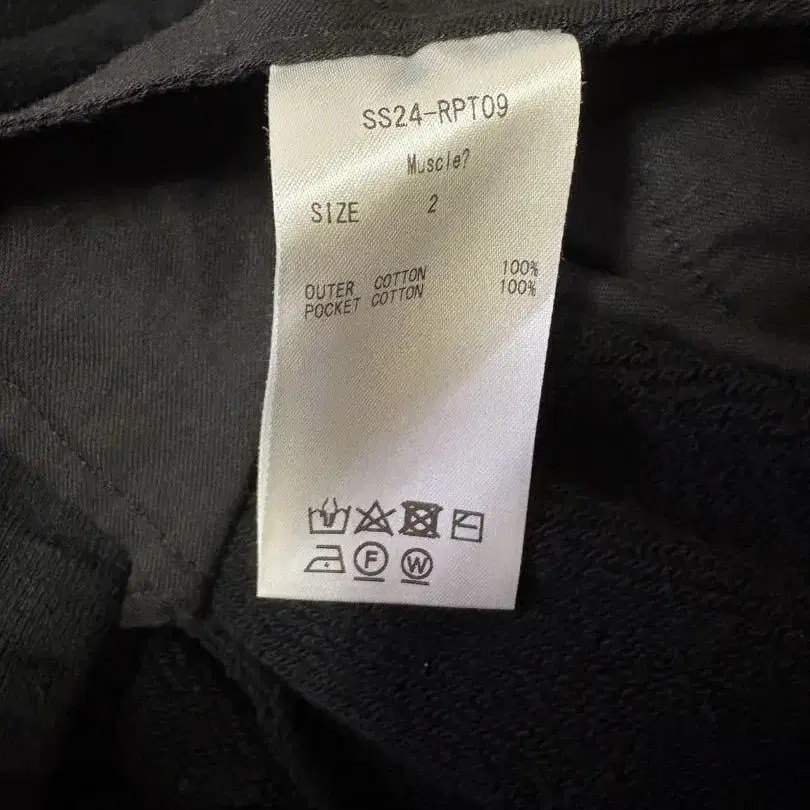 SS24-RPT09
Muscle?
SIZE 2
OUTER COTTON 100%
POCKET COTTON 100%
F W